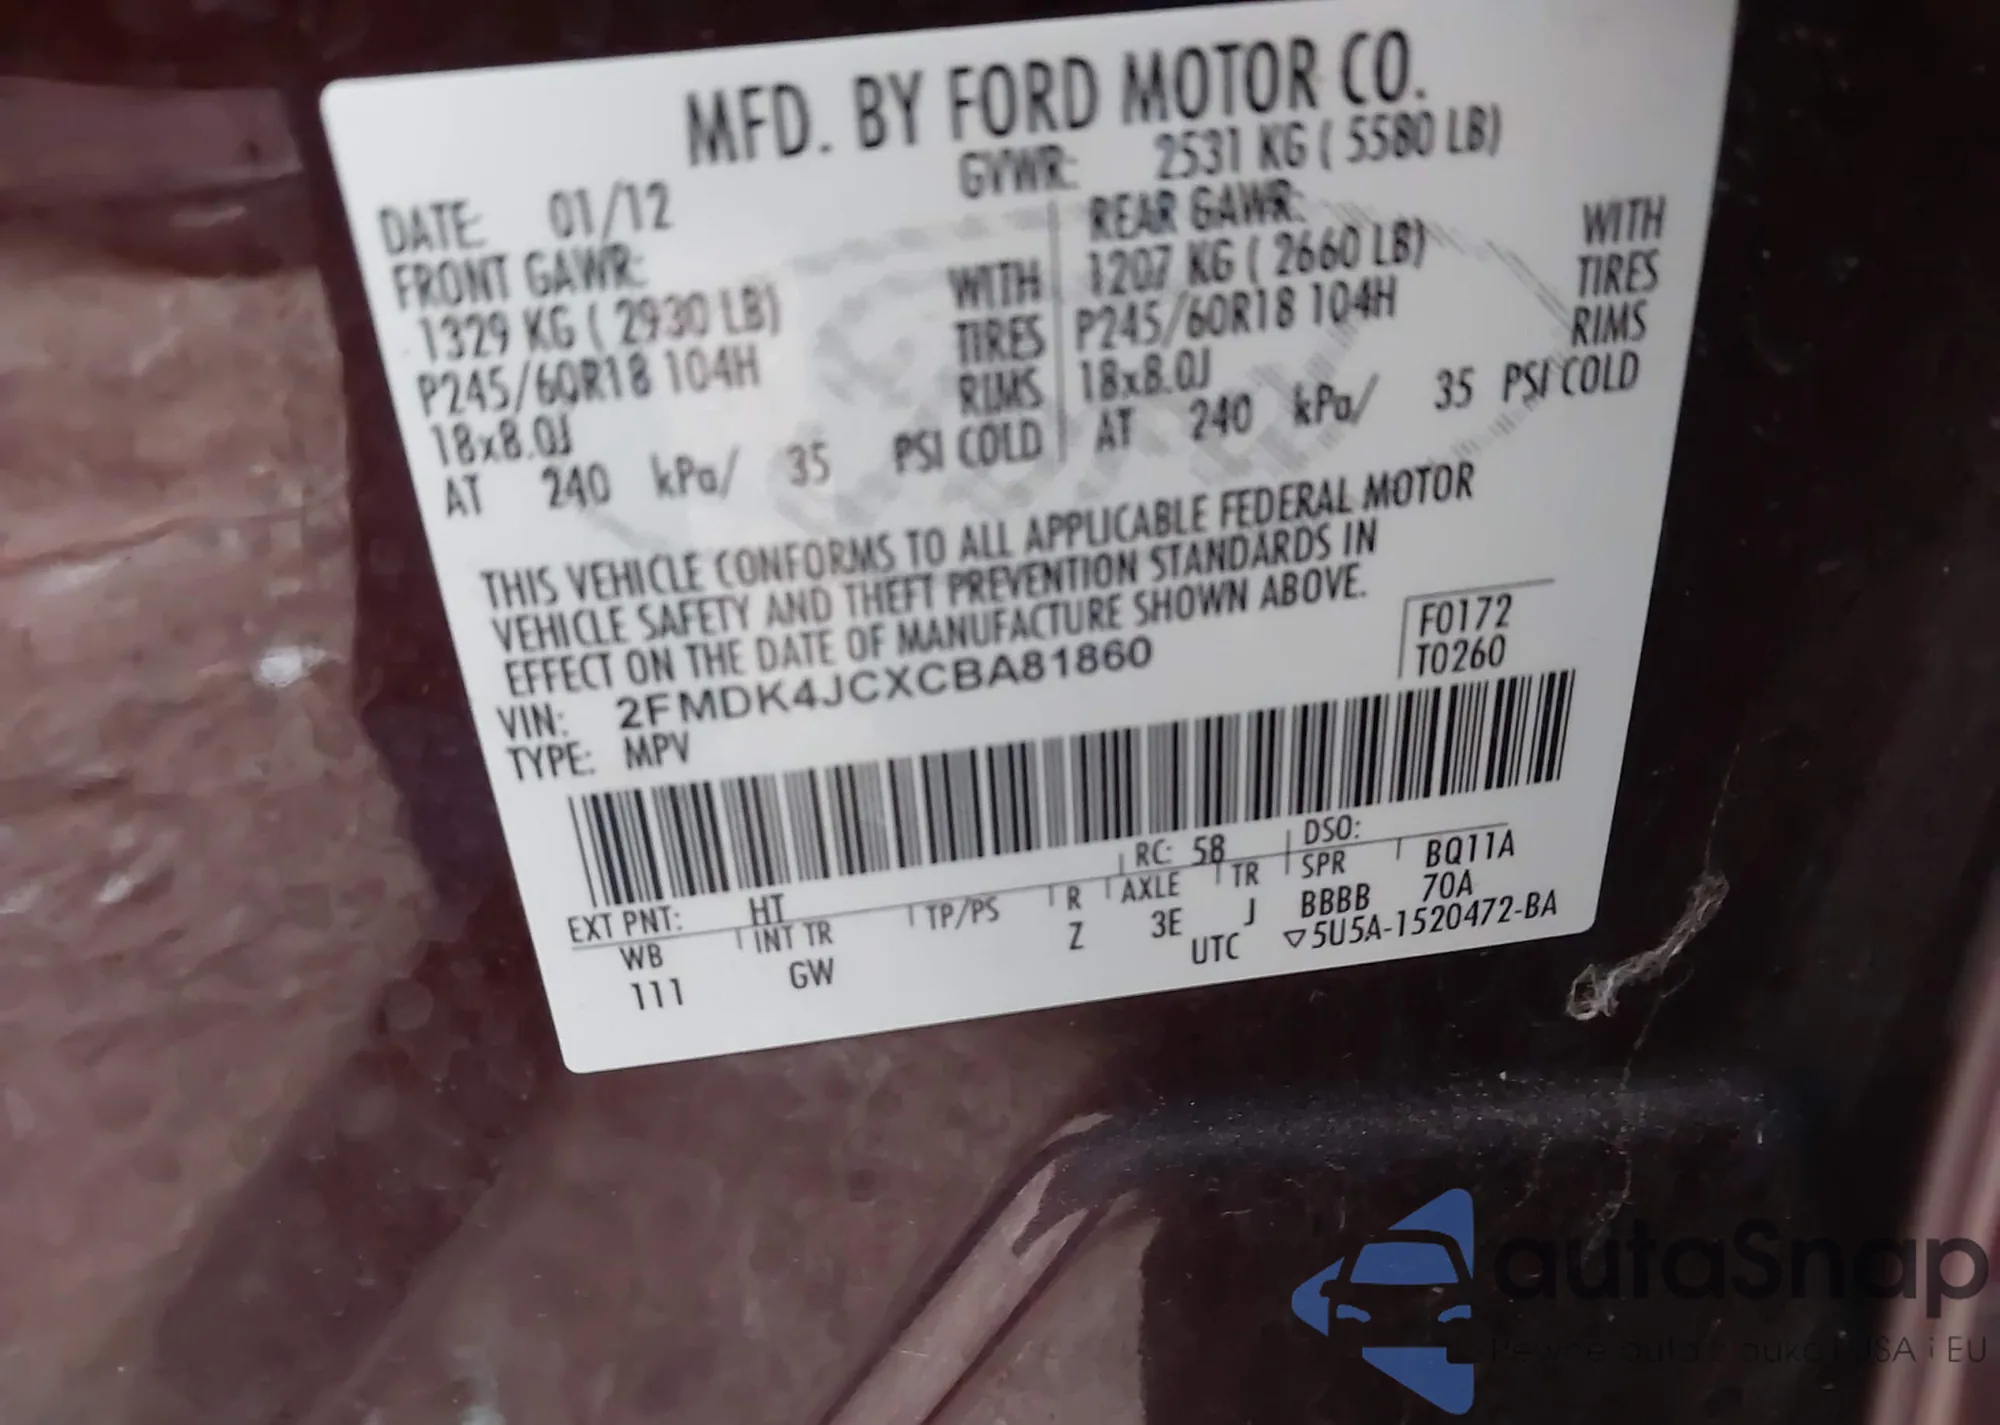 MFD. BY FORD MOTOR CO.
DATE: 01/12 GVWR: 2531 KG ( 5580 LB)
FRONT GAWR: REAR GAWR:
1329 KG ( 2930 LB) WITH 1207 KG ( 2660 LB) WITH
P245/60R18 104H TIRES P245/60R18 104H TIRES
18x8.0J RIMS 18x8.0J RIMS
AT 240 kPa/ 35 PSI COLD AT 240 kPa/ 35 PSI COLD
THIS VEHICLE CONFORMS TO ALL APPLICABLE FEDERAL MOTOR
VEHICLE SAFETY AND THEFT PREVENTION STANDARDS IN
EFFECT ON THE DATE OF MANUFACTURE SHOWN ABOVE.
VIN: 2FMDK4JCXCBA81860 F0172
TYPE: MPV T0260
EXT PNT: HT RC: 58 DSO:
WB INT TR TP/PS R AXLE TR SPR BQ11A
111 GW Z 3E J BBBB 70A
UTC ▽5U5A-1520472-BA
autaSnap
auta USA i EU